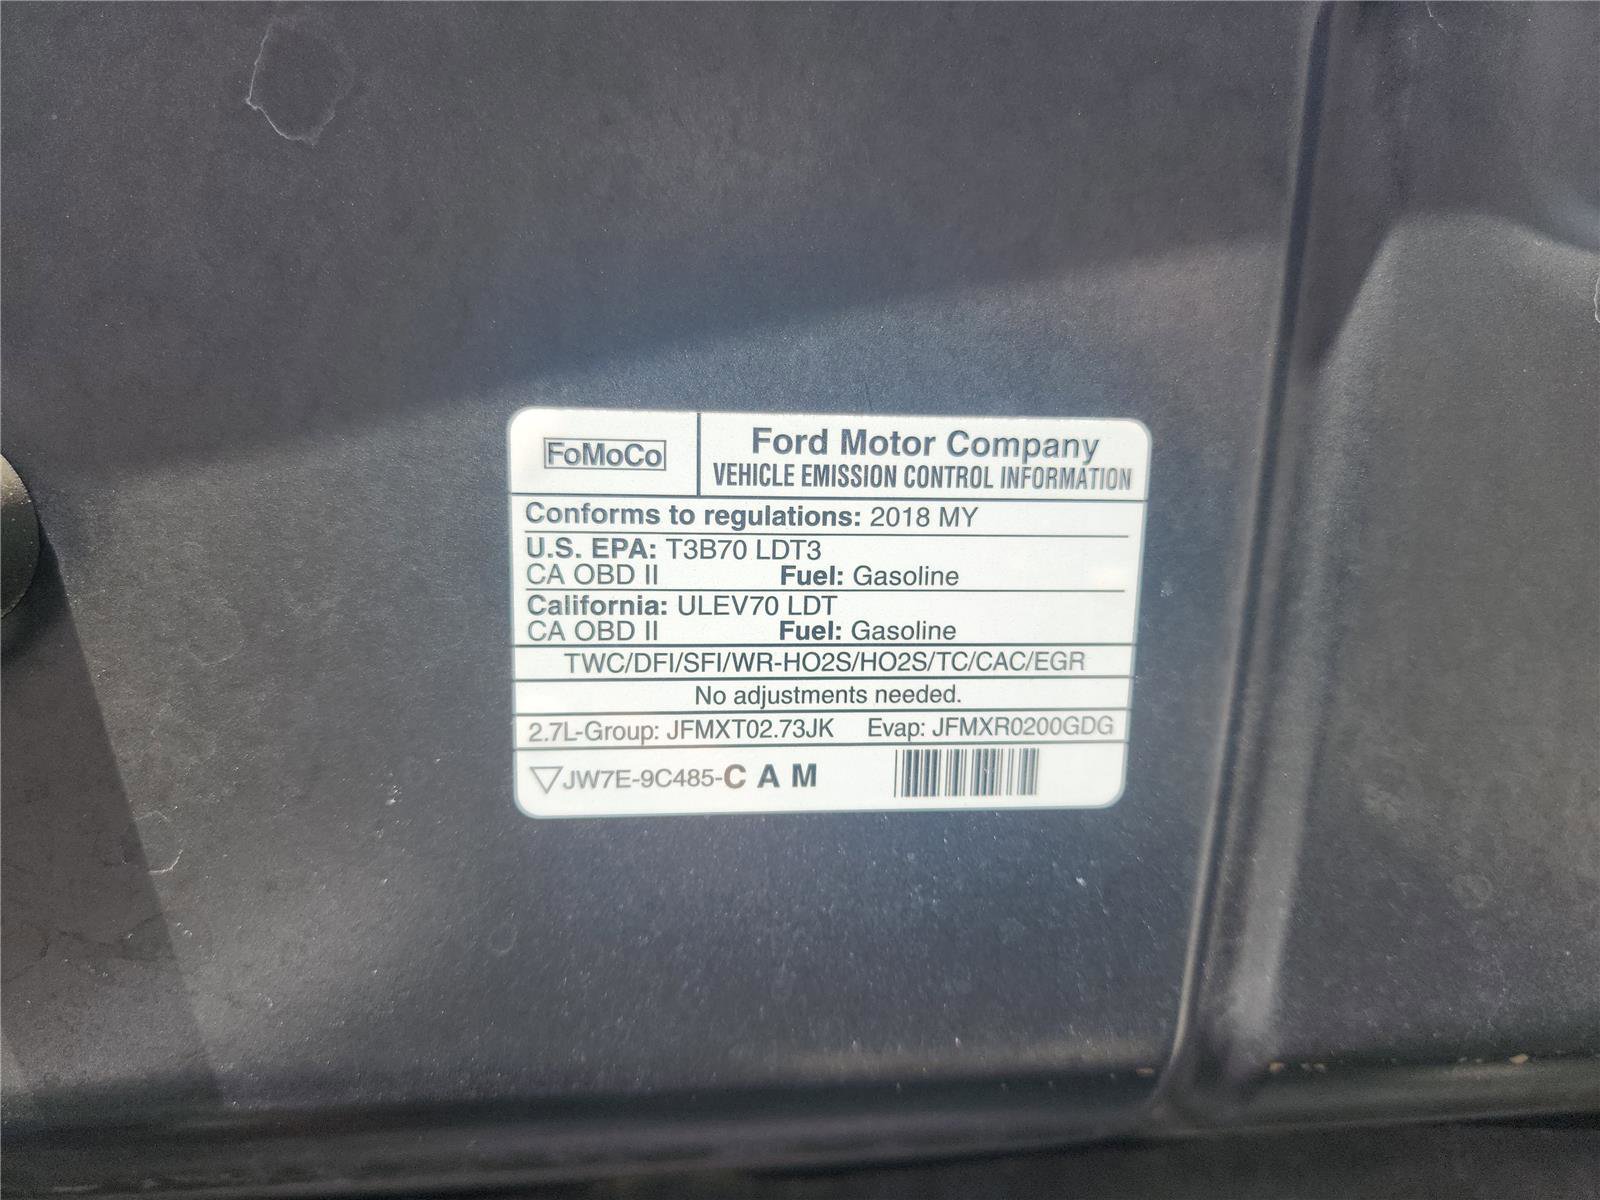 FoMoCo
Ford Motor Company
VEHICLE EMISSION CONTROL INFORMATION
Conforms to regulations: 2018 MY
U.S. EPA: T3B70 LDT3
CA OBD II Fuel: Gasoline
California: ULEV70 LDT
CA OBD II Fuel: Gasoline
TWC/DFI/SFI/WR-HO2S/HO2S/TC/CAC/EGR
No adjustments needed.
2.7L-Group: JFMXT02.73JK Evap: JFMXR0200GDG
▽JW7E-9C485-C A M